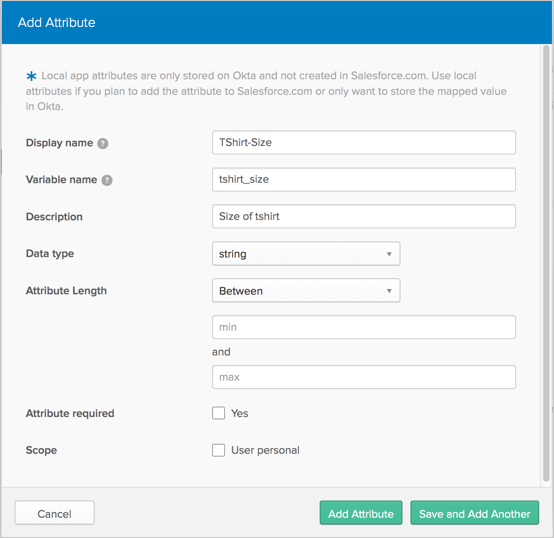 Add Attribute
* Local app attributes are only stored on Okta and not created in Salesforce.com. Use local
attributes if you plan to add the attribute to Salesforce.com or only want to store the mapped value
in Okta.
Display name ?
TShirt-Size
Variable name ?
tshirt_size
Description
Size of tshirt
Data type
string
Attribute Length
Between
min
and
max
Attribute required
Yes
Scope
User personal
Cancel
Add Attribute
Save and Add Another